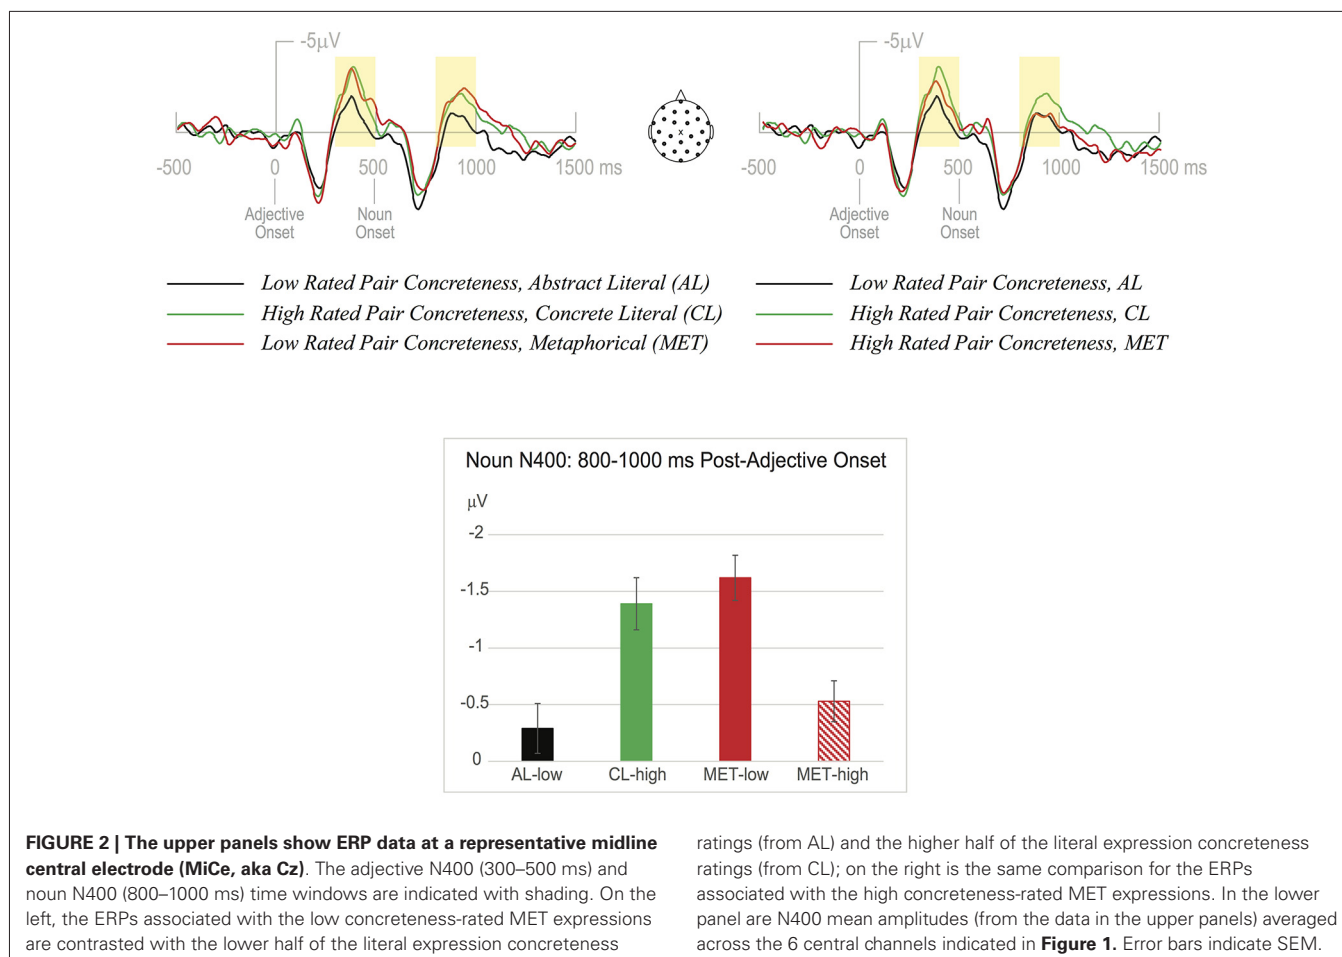 -5µV
-500
0
500
1000
1500 ms
Adjective
Onset
Noun
Onset
x
-5µV
-500
0
500
1000
1500 ms
Adjective
Onset
Noun
Onset
Low Rated Pair Concreteness, Abstract Literal (AL)
High Rated Pair Concreteness, Concrete Literal (CL)
Low Rated Pair Concreteness, Metaphorical (MET)
Low Rated Pair Concreteness, AL
High Rated Pair Concreteness, CL
High Rated Pair Concreteness, MET
Noun N400: 800-1000 ms Post-Adjective Onset
µV
-2
-1.5
-1
-0.5
0
AL-low
CL-high
MET-low
MET-high
FIGURE 2 | The upper panels show ERP data at a representative midline
central electrode (MiCe, aka Cz). The adjective N400 (300–500 ms) and
noun N400 (800–1000 ms) time windows are indicated with shading. On the
left, the ERPs associated with the low concreteness-rated MET expressions
are contrasted with the lower half of the literal expression concreteness
ratings (from AL) and the higher half of the literal expression concreteness
ratings (from CL); on the right is the same comparison for the ERPs
associated with the high concreteness-rated MET expressions. In the lower
panel are N400 mean amplitudes (from the data in the upper panels) averaged
across the 6 central channels indicated in Figure 1. Error bars indicate SEM.